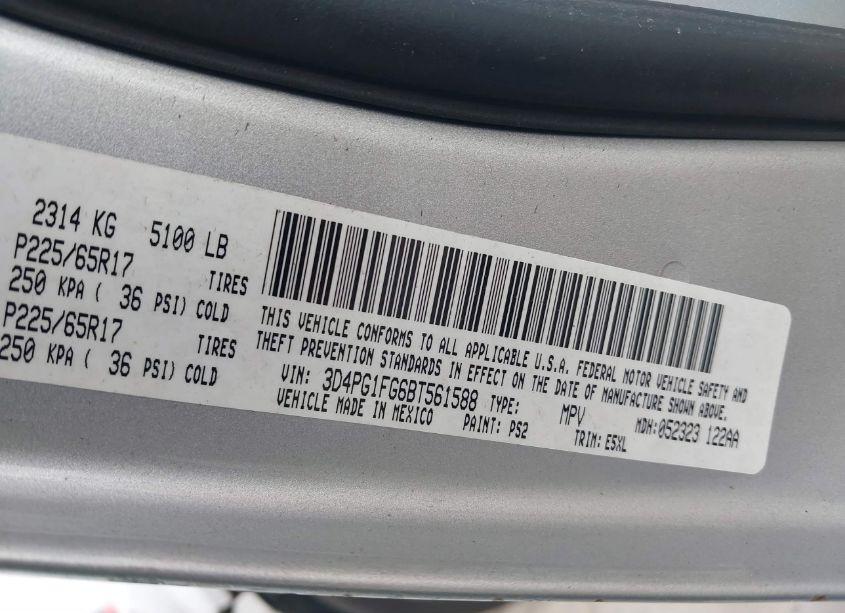 2314 KG 5100 LB
P225/65R17 TIRES
250 KPA ( 36 PSI) COLD
P225/65R17 TIRES
250 KPA ( 36 PSI) COLD
THIS VEHICLE CONFORMS TO ALL APPLICABLE U.S.A. FEDERAL MOTOR VEHICLE SAFETY AND
THEFT PREVENTION STANDARDS IN EFFECT ON THE DATE OF MANUFACTURE SHOWN ABOVE.
VIN: 3D4PG1FG6BT561588 TYPE: MPV MDH:052323 122AA
VEHICLE MADE IN MEXICO PAINT: PS2 TRIM: E5XL